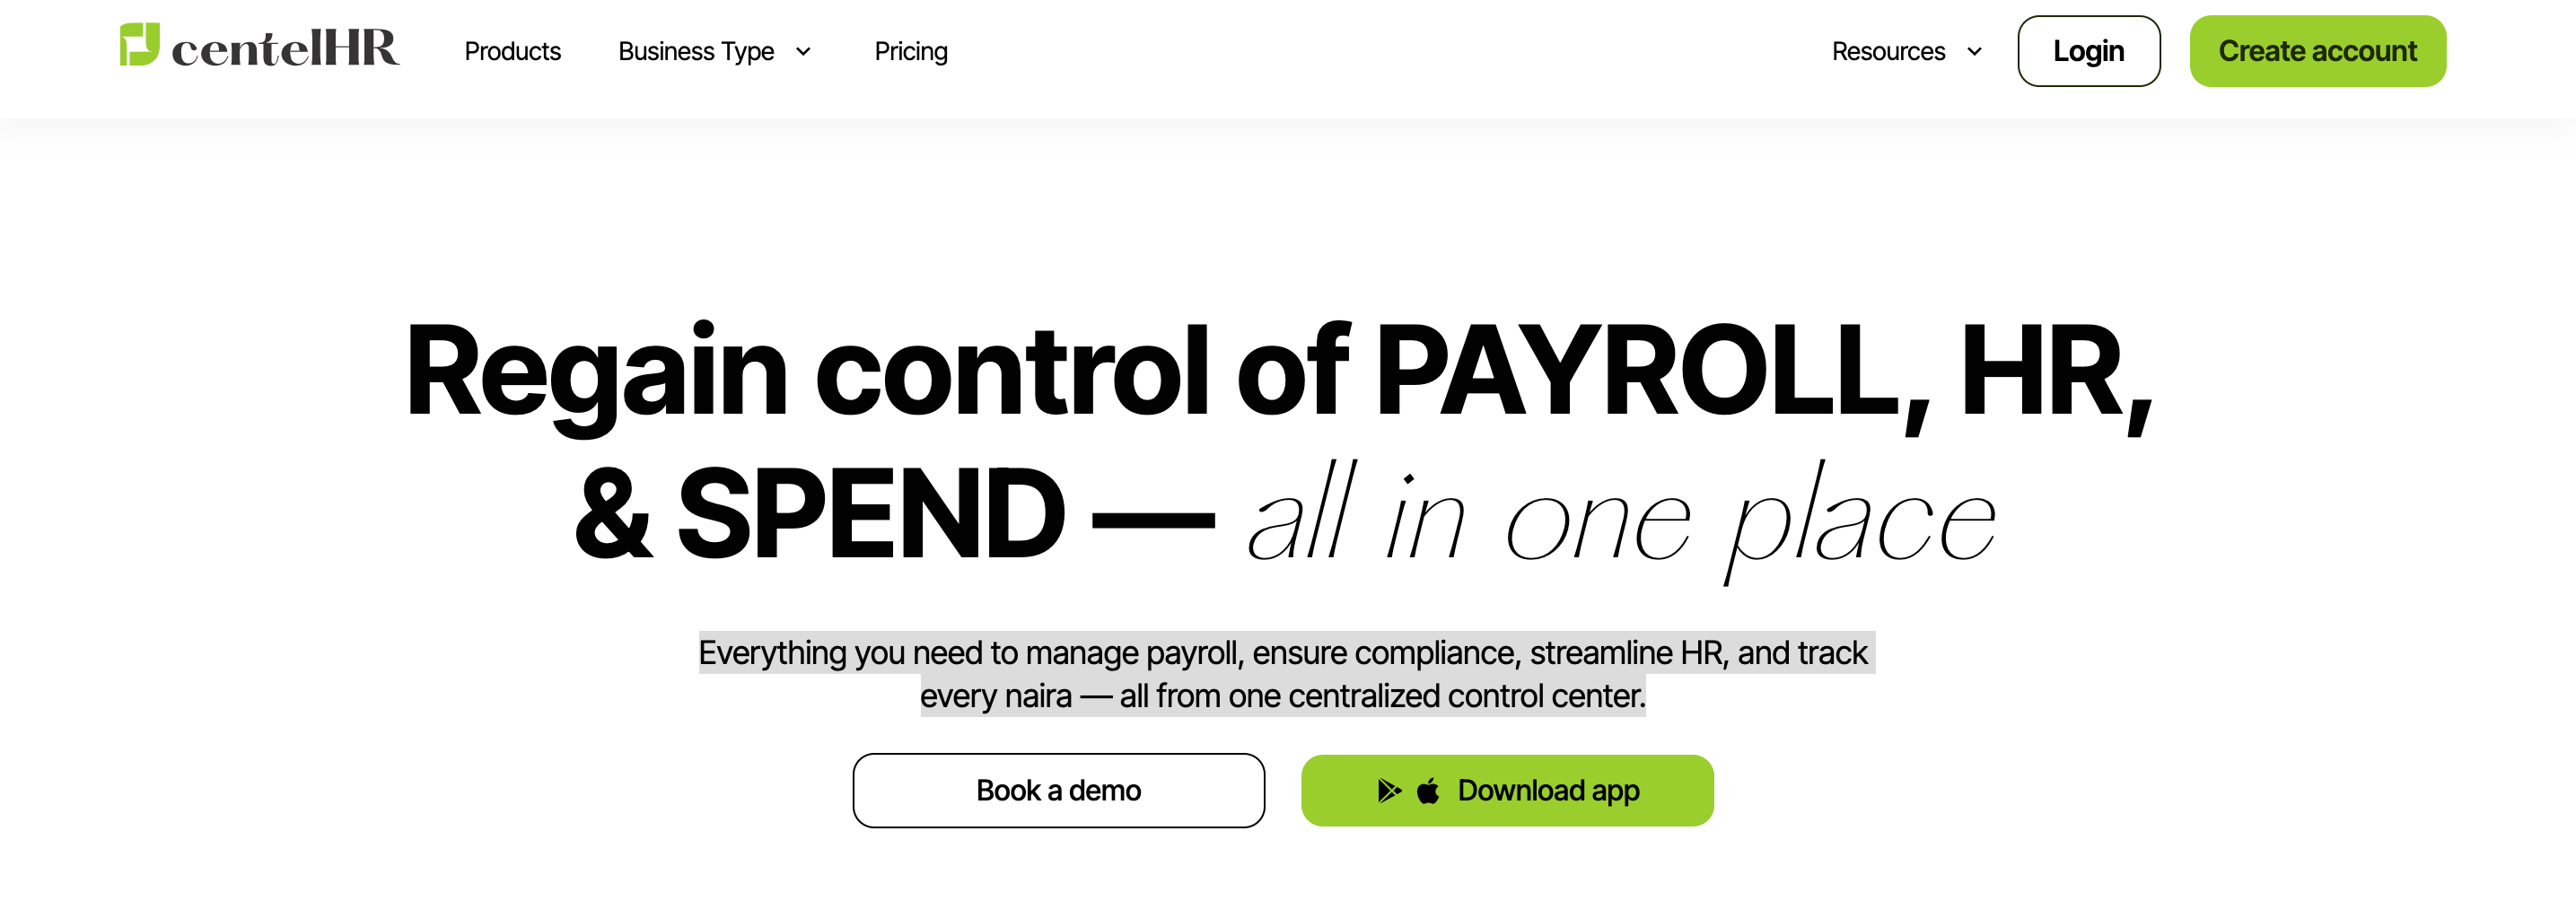 centelHR
Products
Business Type
Pricing
Resources
Login
Create account
Regain control of PAYROLL, HR,
& SPEND — all in one place
Everything you need to manage payroll, ensure compliance, streamline HR, and track
every naira — all from one centralized control center.
Book a demo
Download app